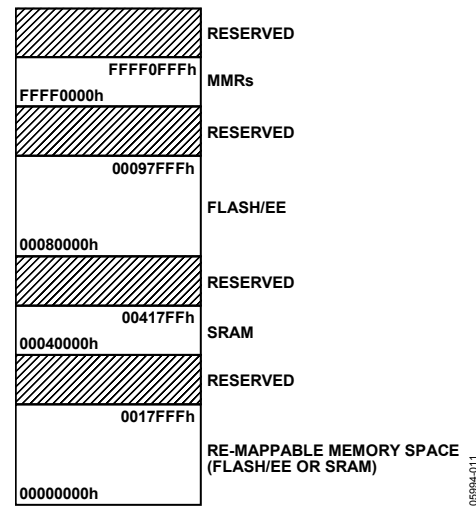 RESERVED
FFFF0FFFh
MMRs
FFFF0000h
RESERVED
00097FFFh
FLASH/EE
00080000h
RESERVED
00417FFh
SRAM
00040000h
RESERVED
0017FFFh
RE-MAPPABLE MEMORY SPACE
(FLASH/EE OR SRAM)
00000000h
05994-011